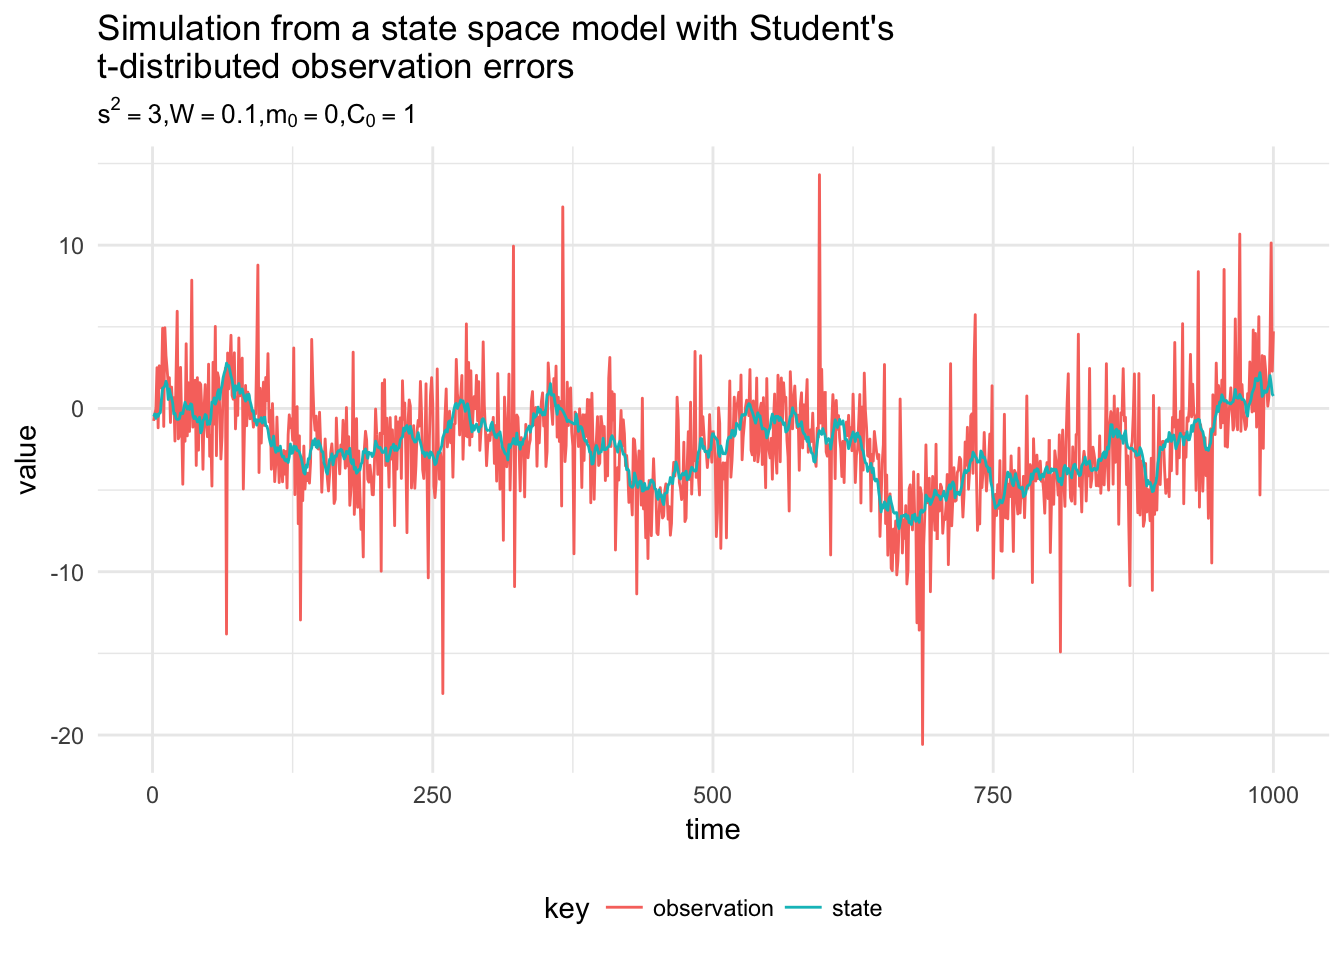 Simulation from a state space model with Student's
t-distributed observation errors
s² = 3,W = 0.1,m₀ = 0,C₀ = 1
value
10
0
-10
-20
0 250 500 750 1000
time
key observation state